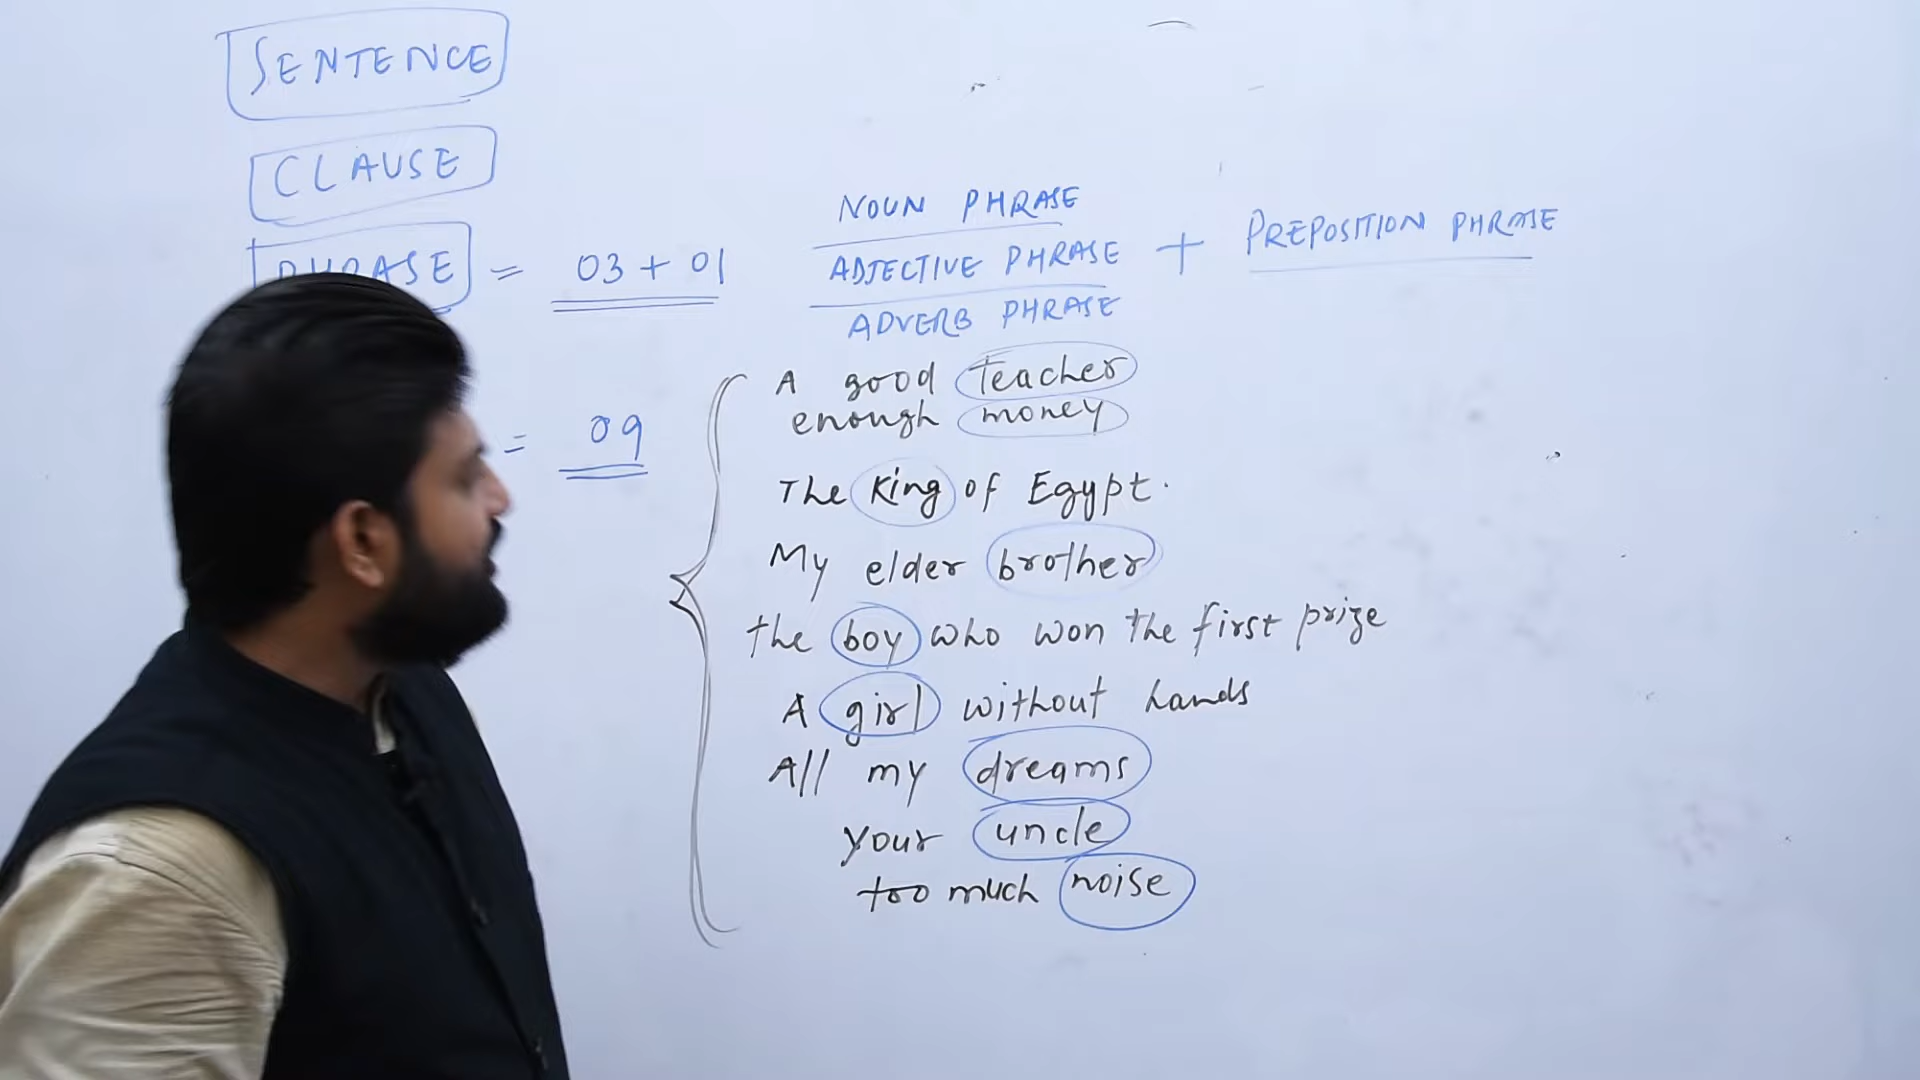 SENTENCE
CLAUSE
PHRASE = 03 + 01
NOUN PHRASE
ADJECTIVE PHRASE + PREPOSITION PHRASE
ADVERB PHRASE
= 09
A good teacher
enough money
The King of Egypt.
My elder brother
the boy who won the first prize
A girl without hands
All my dreams
your uncle
too much noise